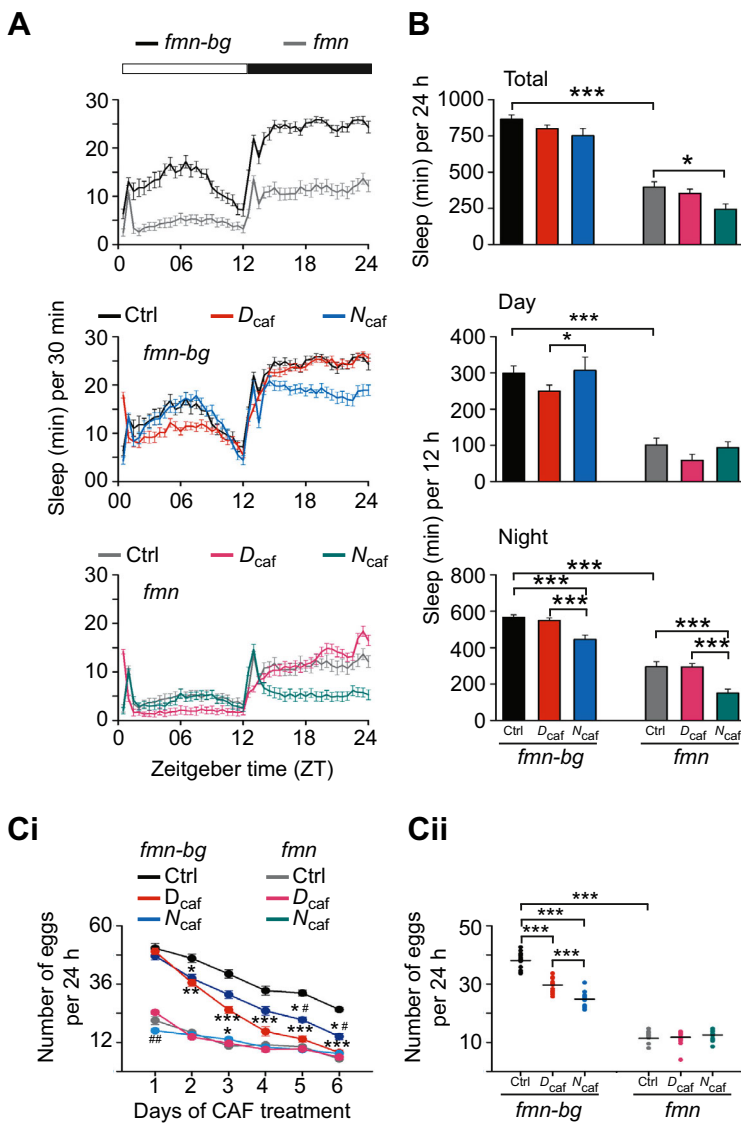 A
fmn-bg fmn
30
20
10
0
0 06 12 18 24
Sleep (min) per 30 min
Ctrl Dcaf Ncaf
fmn-bg
30
20
10
00
00 06 12 18 24
Ctrl Dcaf Ncaf
fmn
30
20
10
0
00 06 12 18 24
Zeitgeber time (ZT)
B
Total
Sleep (min) per 24 h
1000
750
500
250
0
***
*
Day
Sleep (min) per 12 h
400
300
200
100
0
***
*
Night
800
600
400
200
0
***
***
***
***
***
Ctrl Dcaf Ncaf Ctrl Dcaf Ncaf
fmn-bg fmn
Ci
fmn-bg fmn
Ctrl Ctrl
Dcaf Dcaf
Ncaf Ncaf
Number of eggs per 24 h
60
36
12
* *# *#
** *** *** *** ***
*
##
1 2 3 4 5 6
Days of CAF treatment
Cii
Number of eggs per 24 h
50
30
10
***
***
*** ***
Ctrl Dcaf Ncaf Ctrl Dcaf Ncaf
fmn-bg fmn